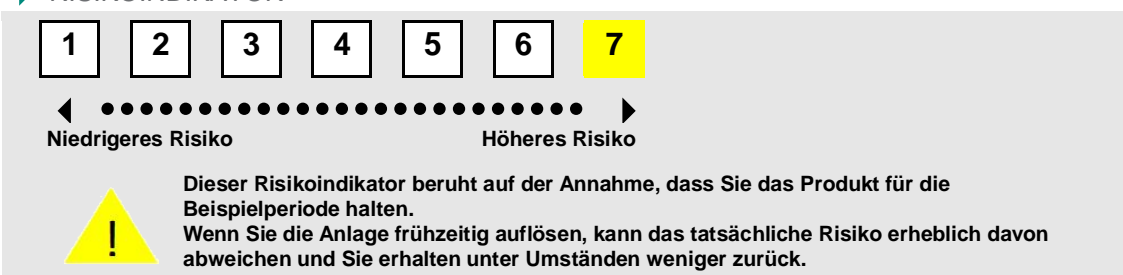 RISIKOINDIKATOR
1 2 3 4 5 6 7
Niedrigeres Risiko Höheres Risiko
Dieser Risikoindikator beruht auf der Annahme, dass Sie das Produkt für die
Beispielperiode halten.
! Wenn Sie die Anlage frühzeitig auflösen, kann das tatsächliche Risiko erheblich davon
abweichen und Sie erhalten unter Umständen weniger zurück.